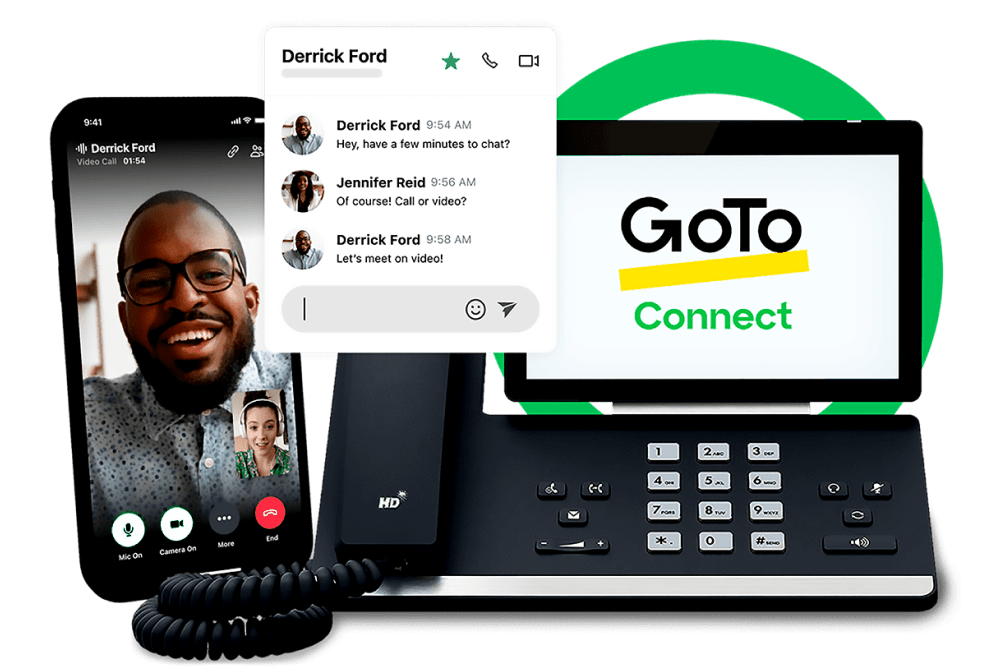 9:41
Derrick Ford
Video Call 01:54
Mic On
Camera On
More
End
Derrick Ford
Derrick Ford 9:54 AM
Hey, have a few minutes to chat?
Jennifer Reid 9:56 AM
Of course! Call or video?
Derrick Ford 9:58 AM
Let's meet on video!
GoTo
Connect
HD
1 2 ABC 3 DEF
4 GHI 5 JKL 6 MNO
7 PQRS 8 TUV 9 WXYZ
*. 0 #SEND
- +